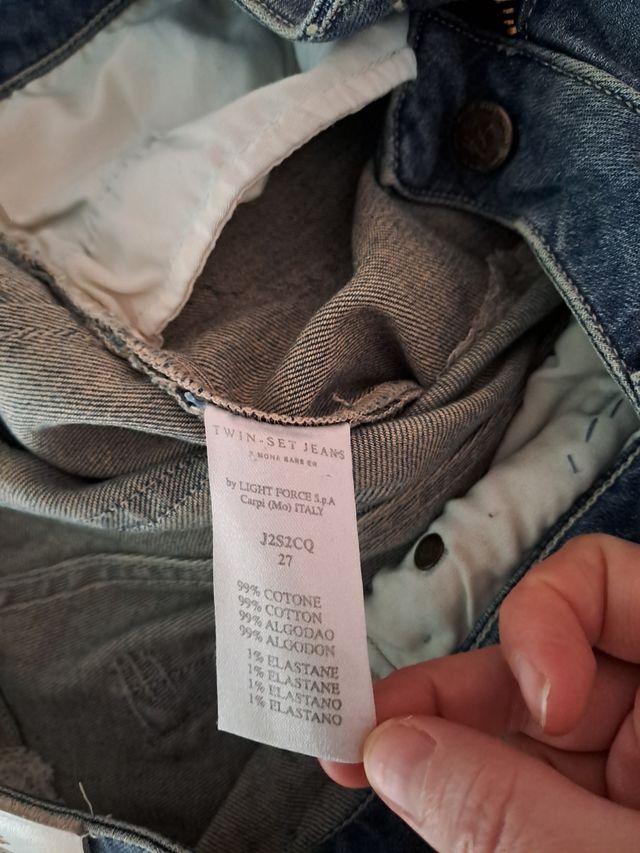 TWIN-SET JEANS
by LIGHT FORCE S.p.A
Carpi (Mo) ITALY
J2S2CQ
27
99% COTONE
99% COTTON
99% ALGODAO
99% ALGODON
1% ELASTANE
1% ELASTANE
1% ELASTANO
1% ELASTANO